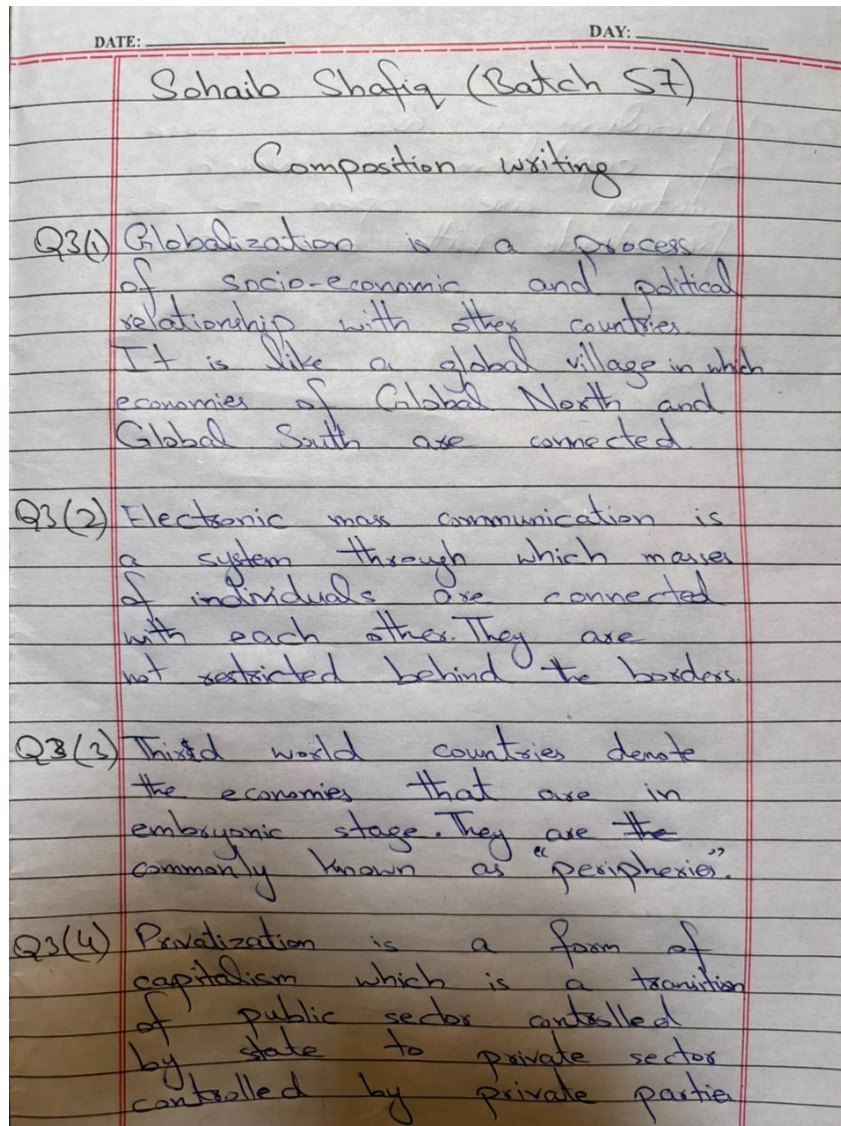 DATE:
DAY:
Sohaib Shafiq (Batch 57)
Composition writing
Q3(1) Globalization is a process
of socio-economic and political
relationship with other countries.
It is like a global village in which
economies of Global North and
Global South are connected
Q3(2) Electronic mass communication is
a system through which masses
of individuals are connected
with each other. They are
not restricted behind the borders.
Q3(3) Third world countries denote
the economies that are in
embryonic stage. They are the
commonly known as "peripheries".
Q3(4) Privatization is a form of
capitalism which is a transition
of public sector controlled
by state to private sector
controlled by private partie